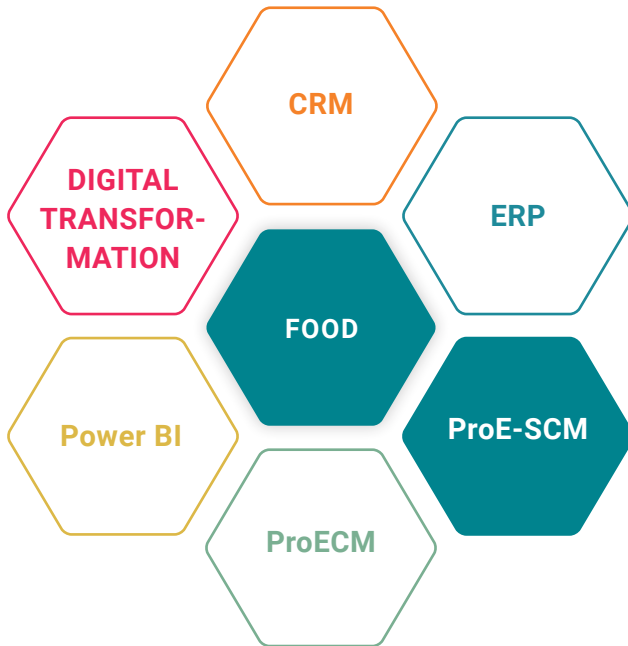 CRM
DIGITAL
TRANSFOR-
MATION
ERP
FOOD
Power BI
ProE-SCM
ProECM